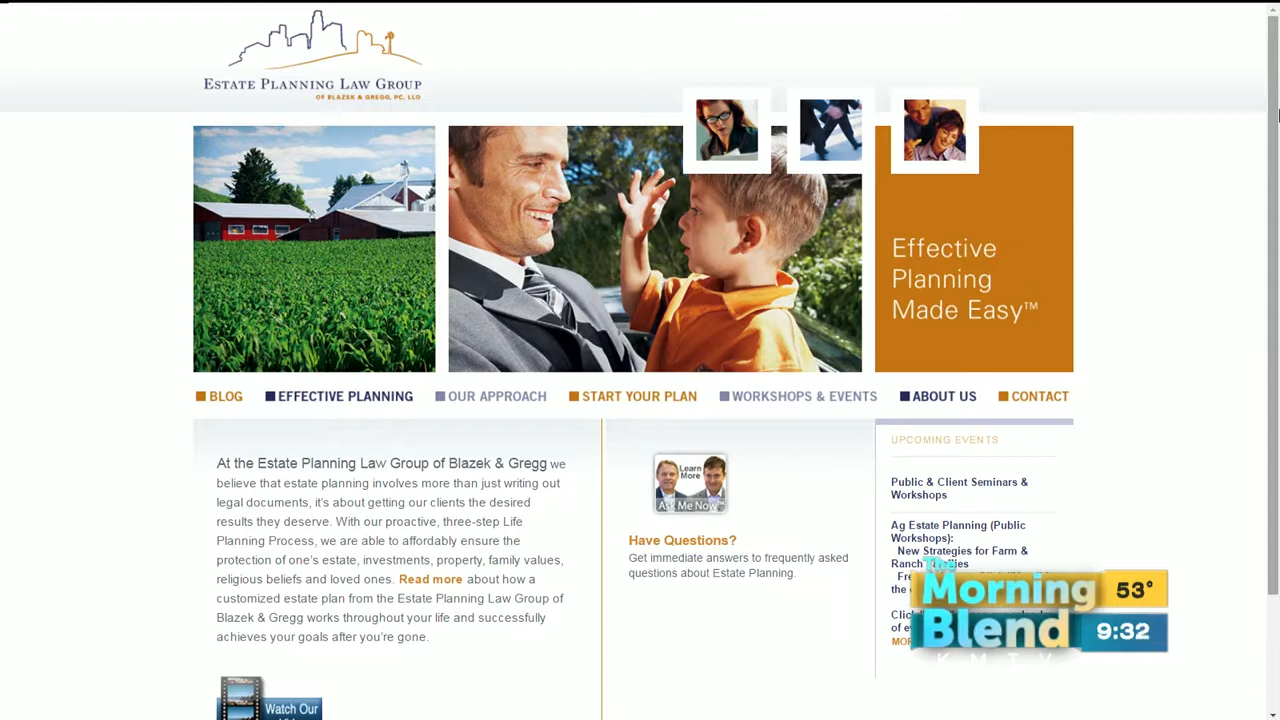 ESTATE PLANNING LAW GROUP
OF BLAZEK & GREGG, PC, LLO
Effective
Planning
Made Easy™
BLOG
EFFECTIVE PLANNING
OUR APPROACH
START YOUR PLAN
WORKSHOPS & EVENTS
ABOUT US
CONTACT
At the Estate Planning Law Group of Blazek & Gregg we
believe that estate planning involves more than just writing out
legal documents, it's about getting our clients the desired
results they deserve. With our proactive, three-step Life
Planning Process, we are able to affordably ensure the
protection of one's estate, investments, property, family values,
religious beliefs and loved ones. Read more about how a
customized estate plan from the Estate Planning Law Group of
Blazek & Gregg works throughout your life and successfully
achieves your goals after you're gone.
Watch Our
Learn
More
Ask Me Now™
Have Questions?
Get immediate answers to frequently asked
questions about Estate Planning.
UPCOMING EVENTS
Public & Client Seminars &
Workshops
Ag Estate Planning (Public
Workshops):
New Strategies for Farm &
The
Morning
Blend
KMTV
53°
9:32